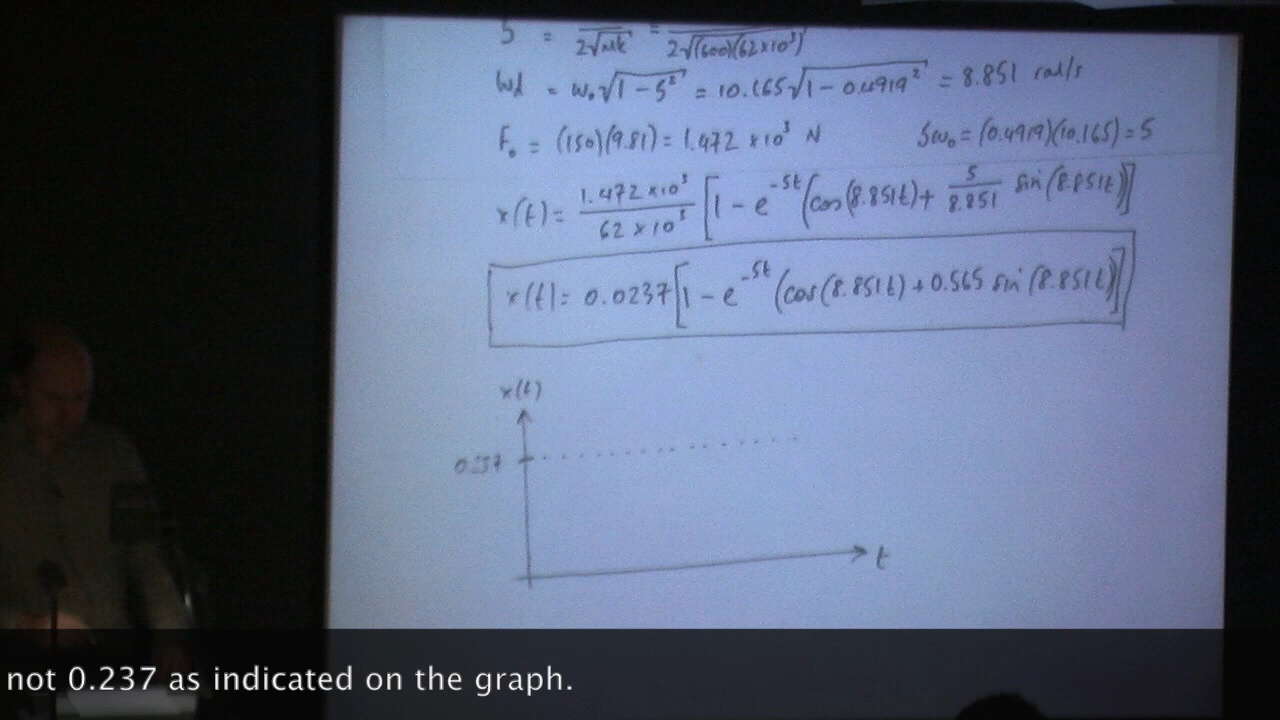 ζ = / 2√mk = / 2√(600)(62×10³)
ωd = ω₀√1 - ζ² = 10.165√1 - 0.4919² = 8.851 rad/s
F₀ = (150)(9.81) = 1.472 ×10³ N ζω₀ = (0.4919)(10.165) = 5
x(t) = 1.472 ×10³ / 62 × 10³ [1 - e^-5t (cos(8.851t) + 5/8.851 sin(8.851t))]
x(t) = 0.0237[1 - e^-5t (cos(8.851t) + 0.565 sin(8.851t))]
x(t)
0.237
t
not 0.237 as indicated on the graph.